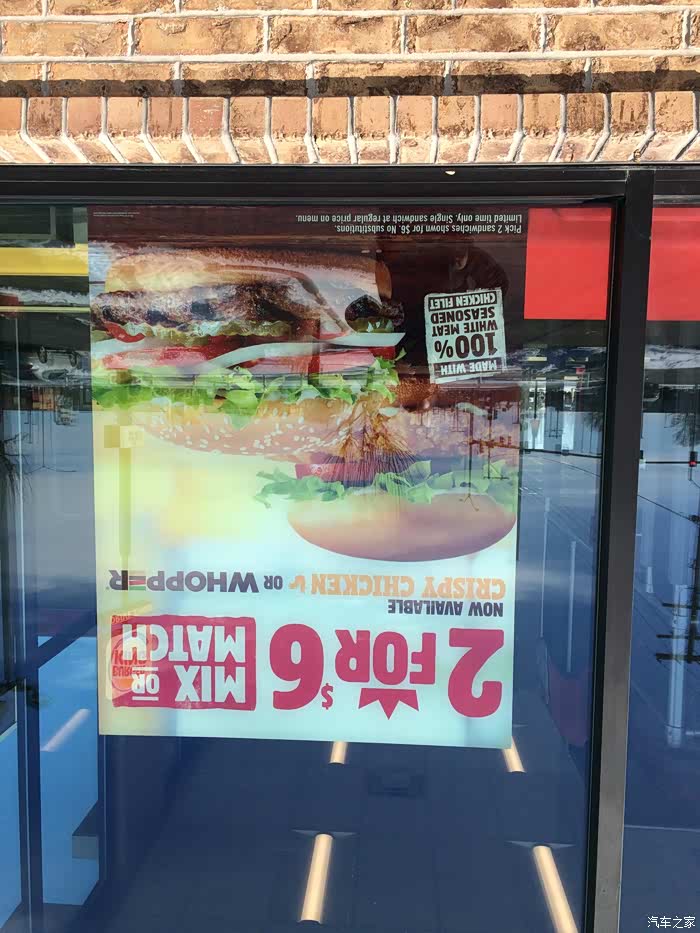 2 FOR $6
MIX OR MATCH
BURGER KING
NOW AVAILABLE
CRISPY CHICKEN OR WHOPPER®
MADE WITH
100%
WHITE MEAT
SEASONED
CHICKEN FILET
Pick 2 sandwiches shown for $6. No substitutions.
Limited time only. Single sandwich at regular price on menu.
汽车之家